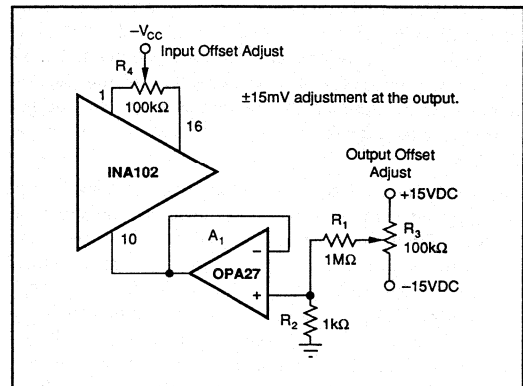 −VCC
Input Offset Adjust
R4
1
100kΩ
16
±15mV adjustment at the output.
INA102
Output Offset
Adjust
+15VDC
10
A1
R1
R3
−
1MΩ
100kΩ
OPA27
+
−15VDC
R2
1kΩ